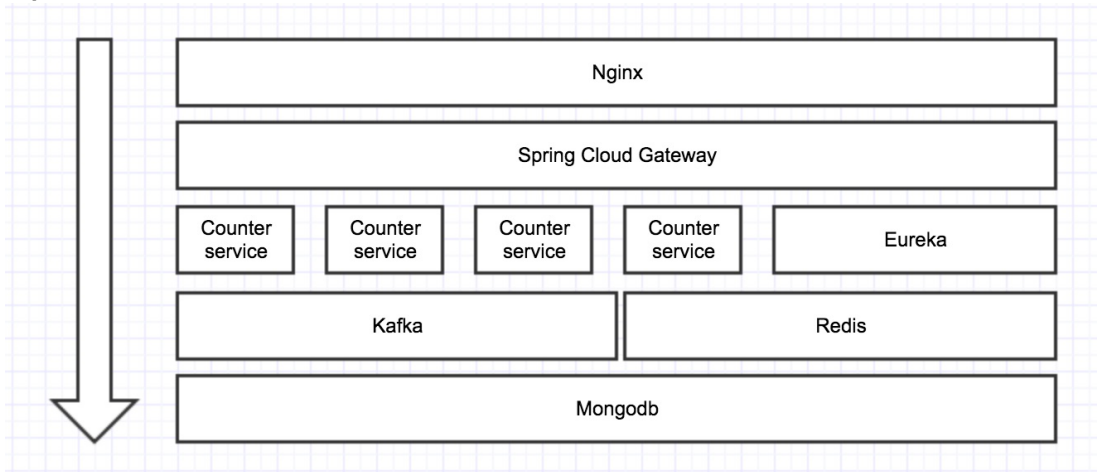 Nginx
Spring Cloud Gateway
Counter
service
Counter
service
Counter
service
Counter
service
Eureka
Kafka
Redis
Mongodb